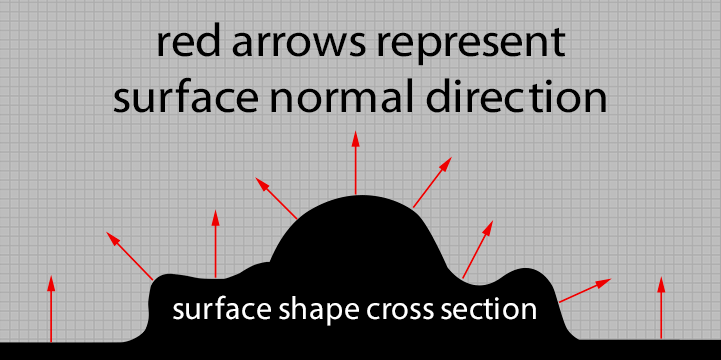 red arrows represent
surface normal direction
surface shape cross section